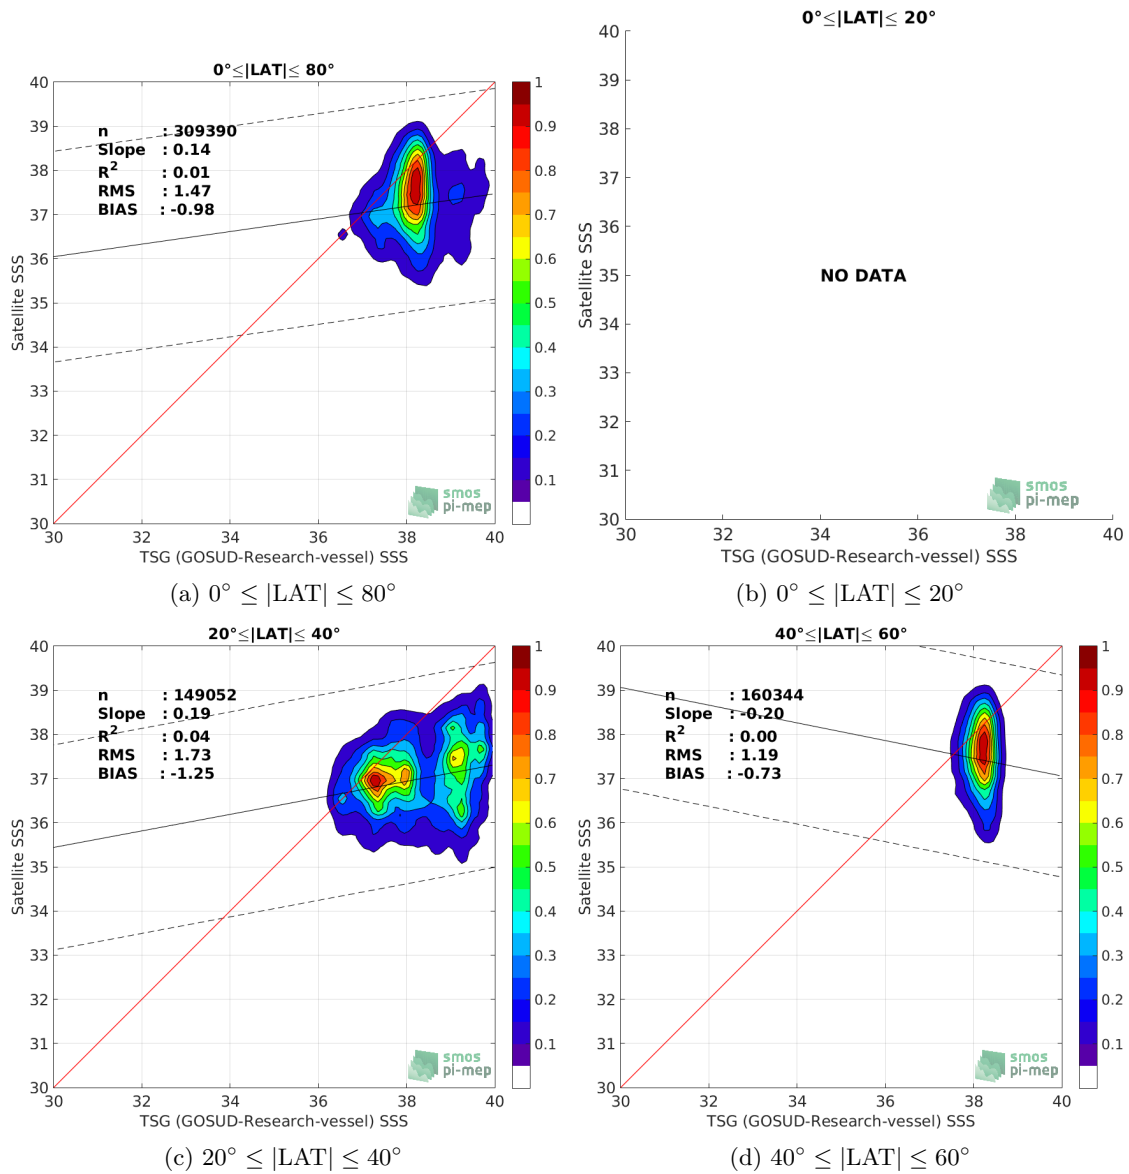 0°≤|LAT|≤ 80°
40
39
38
37
36
35
34
33
32
31
30
Satellite SSS
n : 309390
Slope : 0.14
R² : 0.01
RMS : 1.47
BIAS : -0.98
1
0.9
0.8
0.7
0.6
0.5
0.4
0.3
0.2
0.1
smos
pi-mep
30 32 34 36 38 40
TSG (GOSUD-Research-vessel) SSS
(a) 0° ≤ |LAT| ≤ 80°
0°≤|LAT|≤ 20°
40
39
38
37
36
35
34
33
32
31
30
Satellite SSS
NO DATA
smos
pi-mep
30 32 34 36 38 40
TSG (GOSUD-Research-vessel) SSS
(b) 0° ≤ |LAT| ≤ 20°
20°≤|LAT|≤ 40°
40
39
38
37
36
35
34
33
32
31
30
Satellite SSS
n : 149052
Slope : 0.19
R² : 0.04
RMS : 1.73
BIAS : -1.25
1
0.9
0.8
0.7
0.6
0.5
0.4
0.3
0.2
0.1
smos
pi-mep
30 32 34 36 38 40
TSG (GOSUD-Research-vessel) SSS
(c) 20° ≤ |LAT| ≤ 40°
40°≤|LAT|≤ 60°
40
39
38
37
36
35
34
33
32
31
30
Satellite SSS
n : 160344
Slope : -0.20
R² : 0.00
RMS : 1.19
BIAS : -0.73
1
0.9
0.8
0.7
0.6
0.5
0.4
0.3
0.2
0.1
smos
pi-mep
30 32 34 36 38 40
TSG (GOSUD-Research-vessel) SSS
(d) 40° ≤ |LAT| ≤ 60°